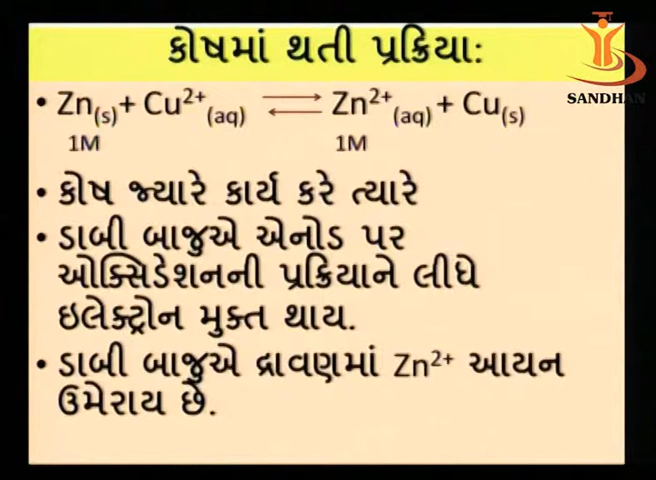 કોષમાં થતી પ્રક્રિયા:
SANDHAN
• Zn(s)+ Cu²⁺(aq) ⇌ Zn²⁺(aq) + Cu(s)
1M 1M
• કોષ જ્યારે કાર્ય કરે ત્યારે
• ડાબી બાજુએ એનોડ પર
ઓક્સિડેશનની પ્રક્રિયાને લીધે
ઇલેક્ટ્રોન મુક્ત થાય.
• ડાબી બાજુએ દ્રાવણમાં Zn²⁺ આયન
ઉમેરાય છે.